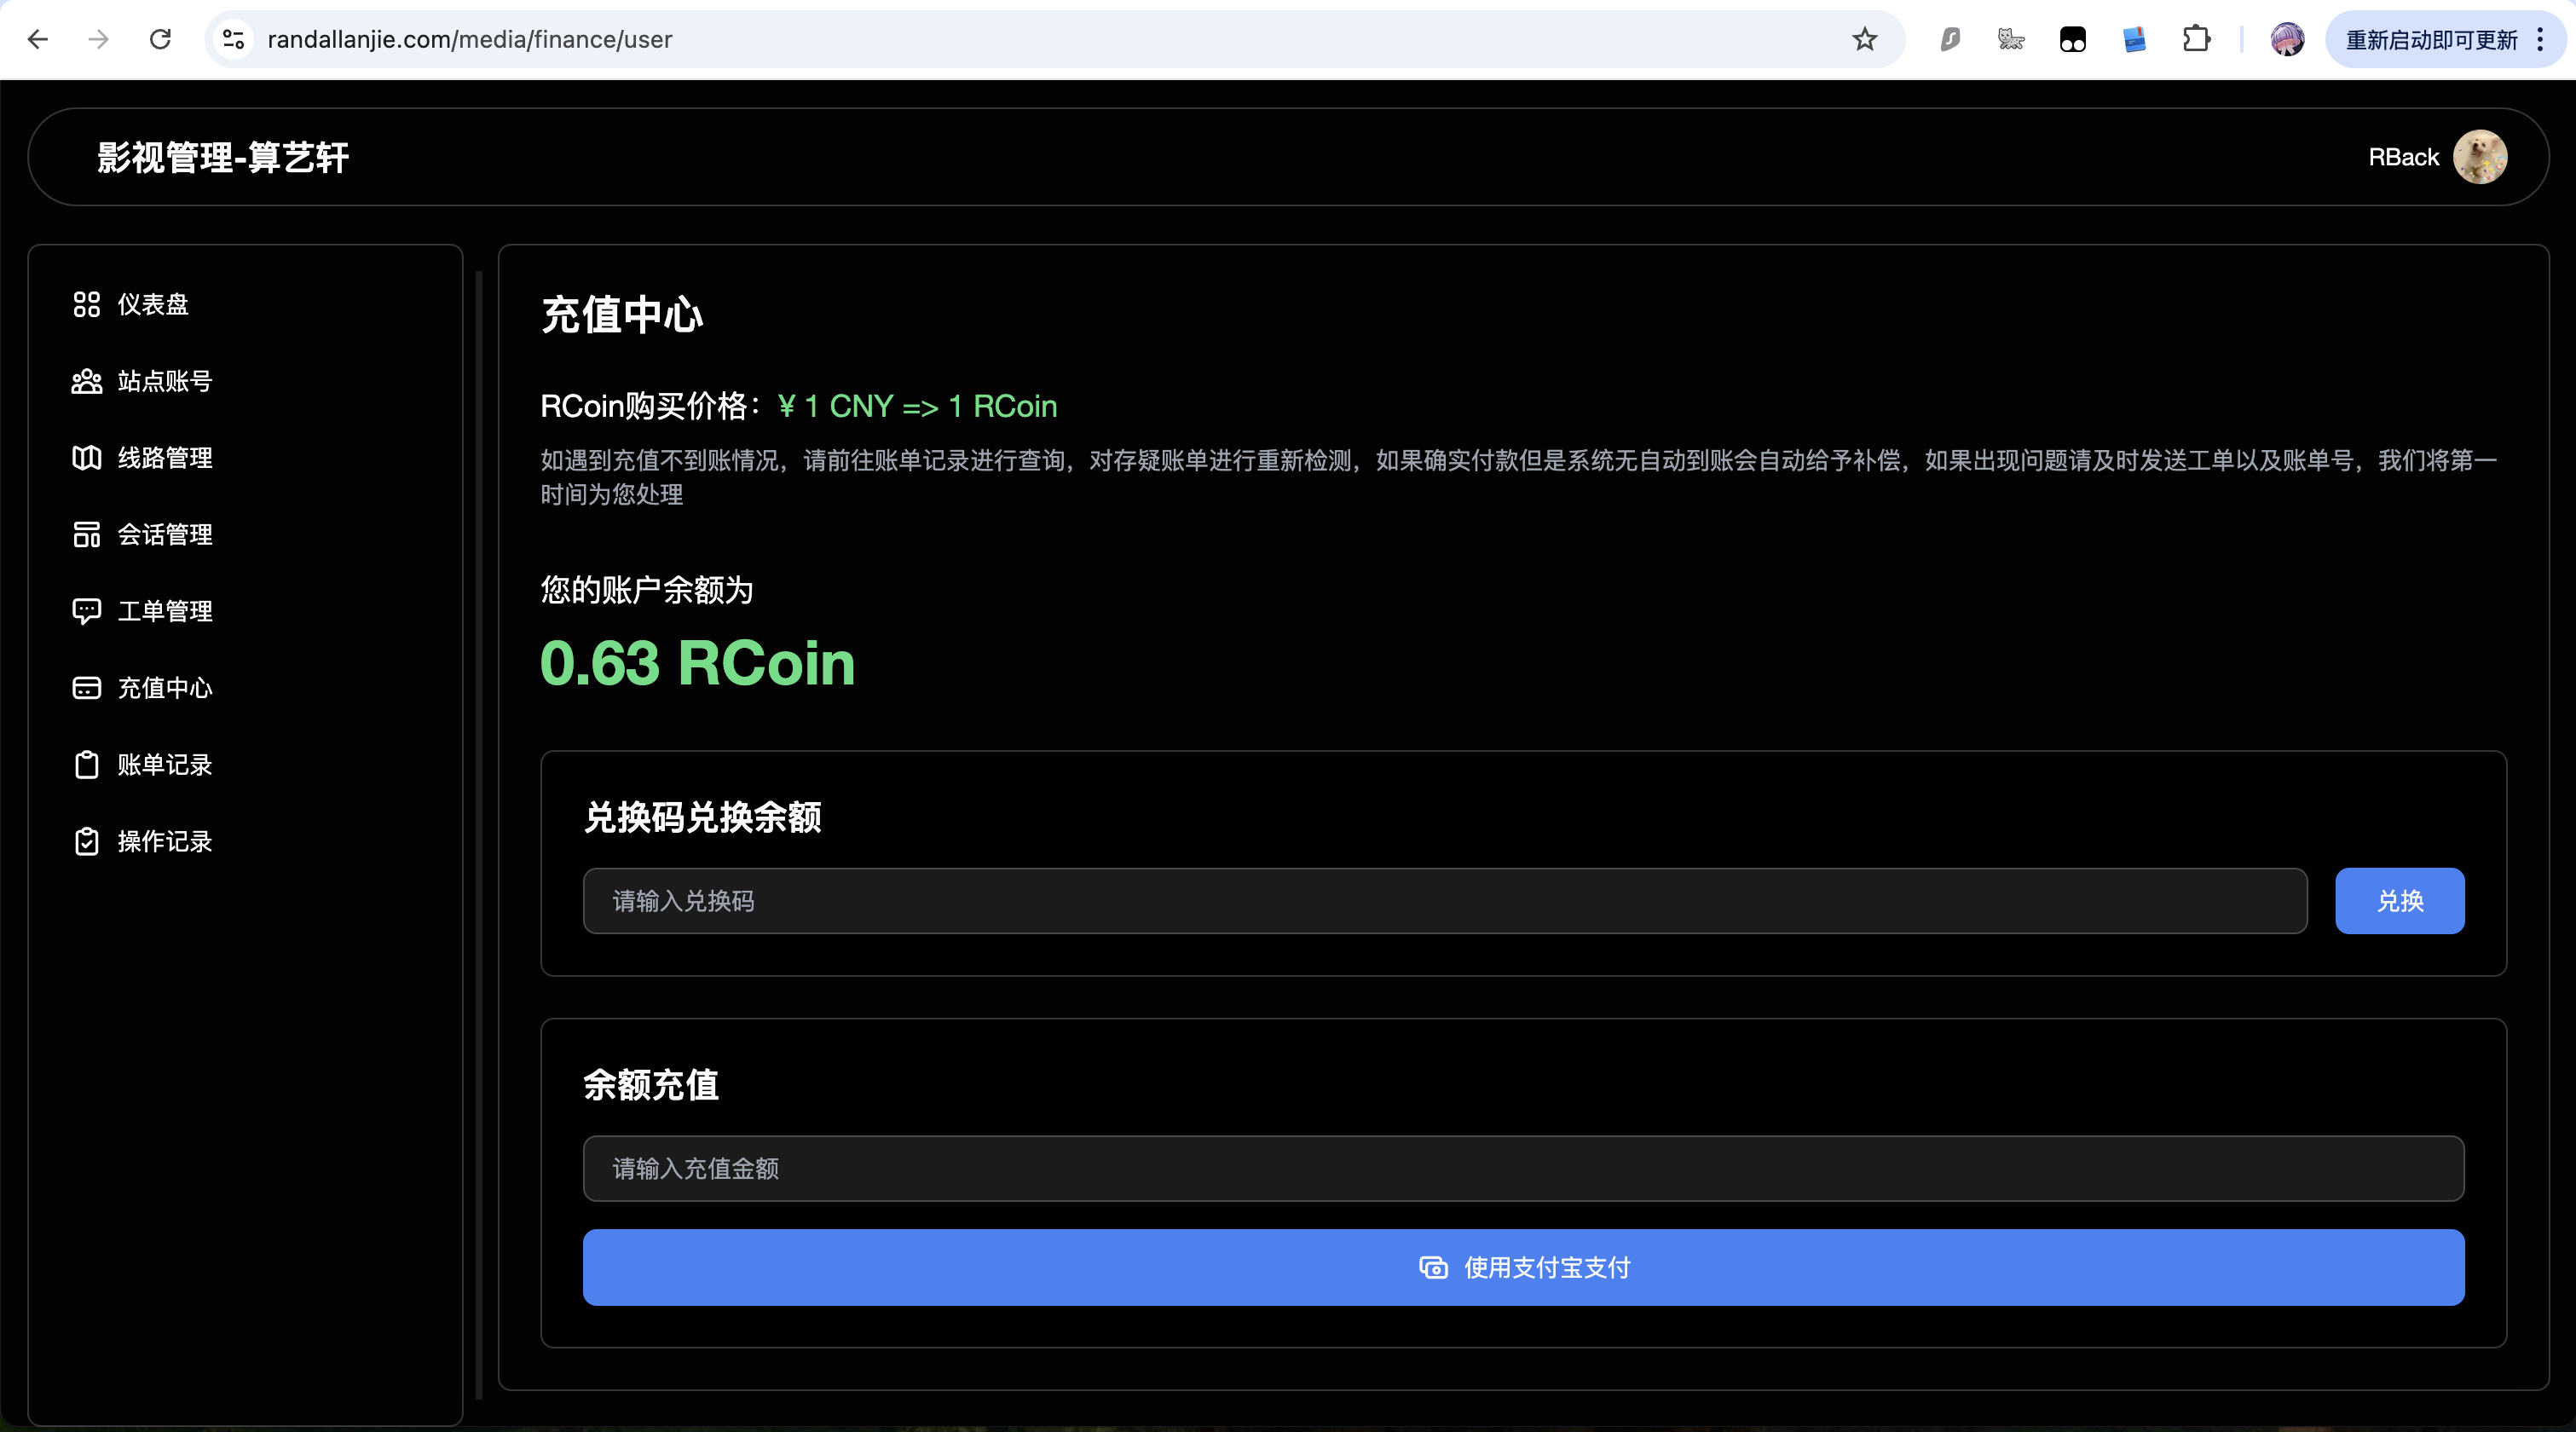 randallanjie.com/media/finance/user
重新启动即可更新
影视管理-算艺轩
RBack
仪表盘
站点账号
线路管理
会话管理
工单管理
充值中心
账单记录
操作记录
充值中心
RCoin购买价格：¥ 1 CNY => 1 RCoin
如遇到充值不到账情况，请前往账单记录进行查询，对存疑账单进行重新检测，如果确实付款但是系统无自动到账会自动给予补偿，如果出现问题请及时发送工单以及账单号，我们将第一
时间为您处理
您的账户余额为
0.63 RCoin
兑换码兑换余额
请输入兑换码
兑换
余额充值
请输入充值金额
使用支付宝支付